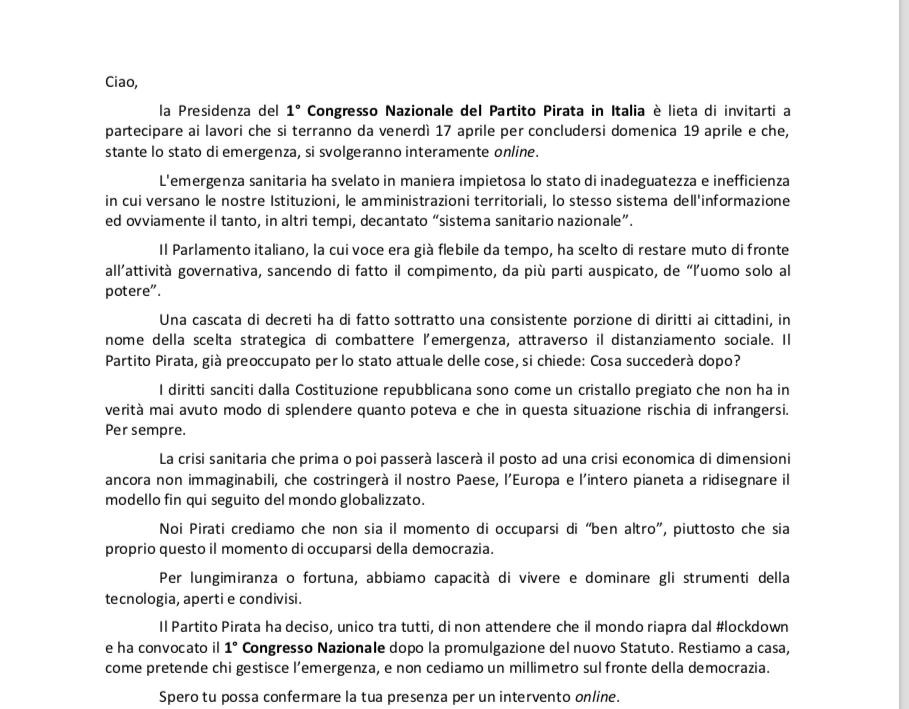 Ciao,
la Presidenza del 1° Congresso Nazionale del Partito Pirata in Italia è lieta di invitarti a
partecipare ai lavori che si terranno da venerdì 17 aprile per concludersi domenica 19 aprile e che,
stante lo stato di emergenza, si svolgeranno interamente online.
L'emergenza sanitaria ha svelato in maniera impietosa lo stato di inadeguatezza e inefficienza
in cui versano le nostre Istituzioni, le amministrazioni territoriali, lo stesso sistema dell'informazione
ed ovviamente il tanto, in altri tempi, decantato “sistema sanitario nazionale”.
Il Parlamento italiano, la cui voce era già flebile da tempo, ha scelto di restare muto di fronte
all’attività governativa, sancendo di fatto il compimento, da più parti auspicato, de “l’uomo solo al
potere”.
Una cascata di decreti ha di fatto sottratto una consistente porzione di diritti ai cittadini, in
nome della scelta strategica di combattere l’emergenza, attraverso il distanziamento sociale. Il
Partito Pirata, già preoccupato per lo stato attuale delle cose, si chiede: Cosa succederà dopo?
I diritti sanciti dalla Costituzione repubblicana sono come un cristallo pregiato che non ha in
verità mai avuto modo di splendere quanto poteva e che in questa situazione rischia di infrangersi.
Per sempre.
La crisi sanitaria che prima o poi passerà lascerà il posto ad una crisi economica di dimensioni
ancora non immaginabili, che costringerà il nostro Paese, l’Europa e l’intero pianeta a ridisegnare il
modello fin qui seguito del mondo globalizzato.
Noi Pirati crediamo che non sia il momento di occuparsi di “ben altro”, piuttosto che sia
proprio questo il momento di occuparsi della democrazia.
Per lungimiranza o fortuna, abbiamo capacità di vivere e dominare gli strumenti della
tecnologia, aperti e condivisi.
Il Partito Pirata ha deciso, unico tra tutti, di non attendere che il mondo riapra dal #lockdown
e ha convocato il 1° Congresso Nazionale dopo la promulgazione del nuovo Statuto. Restiamo a casa,
come pretende chi gestisce l’emergenza, e non cediamo un millimetro sul fronte della democrazia.
Spero tu possa confermare la tua presenza per un intervento online.